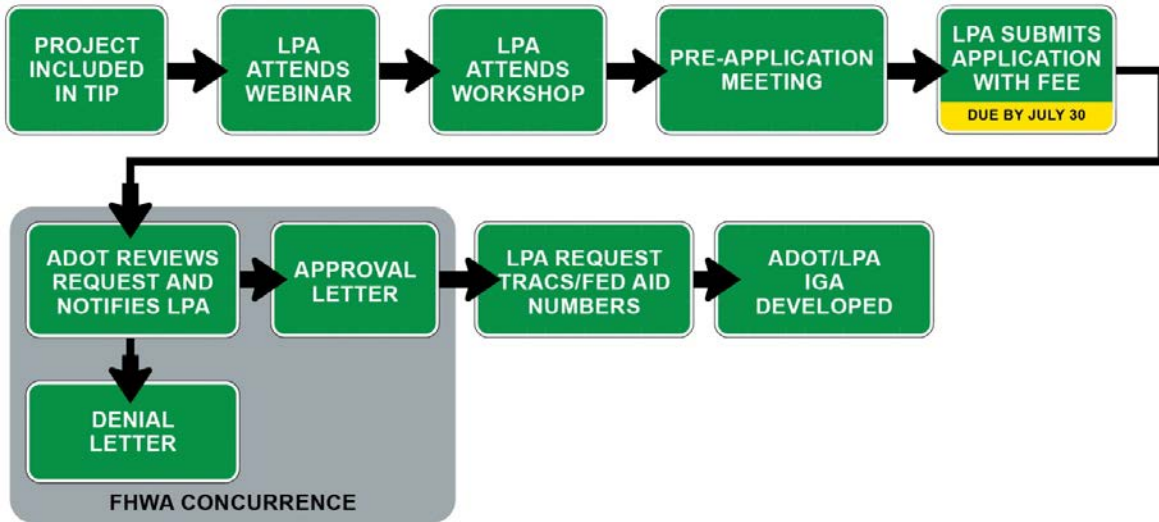 PROJECT
INCLUDED
IN TIP
LPA
ATTENDS
WEBINAR
LPA
ATTENDS
WORKSHOP
PRE-APPLICATION
MEETING
LPA SUBMITS
APPLICATION
WITH FEE
DUE BY JULY 30
ADOT REVIEWS
REQUEST AND
NOTIFIES LPA
APPROVAL
LETTER
LPA REQUEST
TRACS/FED AID
NUMBERS
ADOT/LPA
IGA
DEVELOPED
DENIAL
LETTER
FHWA CONCURRENCE